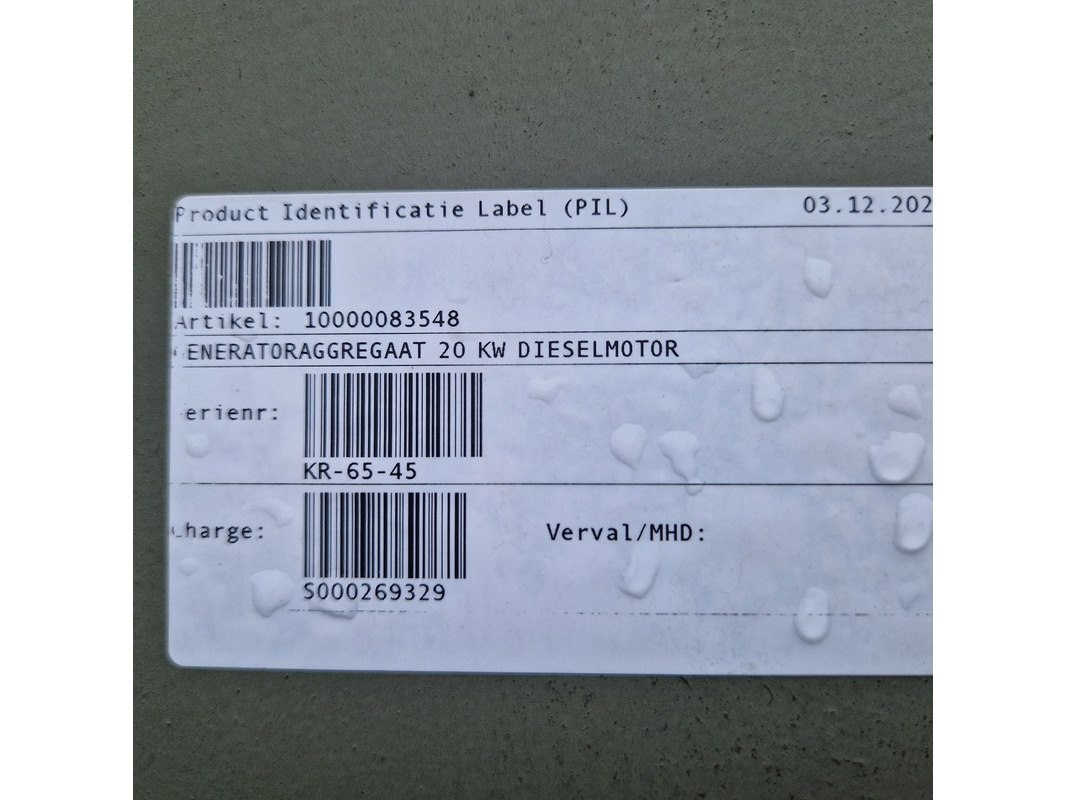 Product Identificatie Label (PIL) 03.12.202
Artikel: 10000083548
ENERATORAGGREGAAT 20 KW DIESELMOTOR
erienr:
KR-65-45
Charge: Verval/MHD:
S000269329